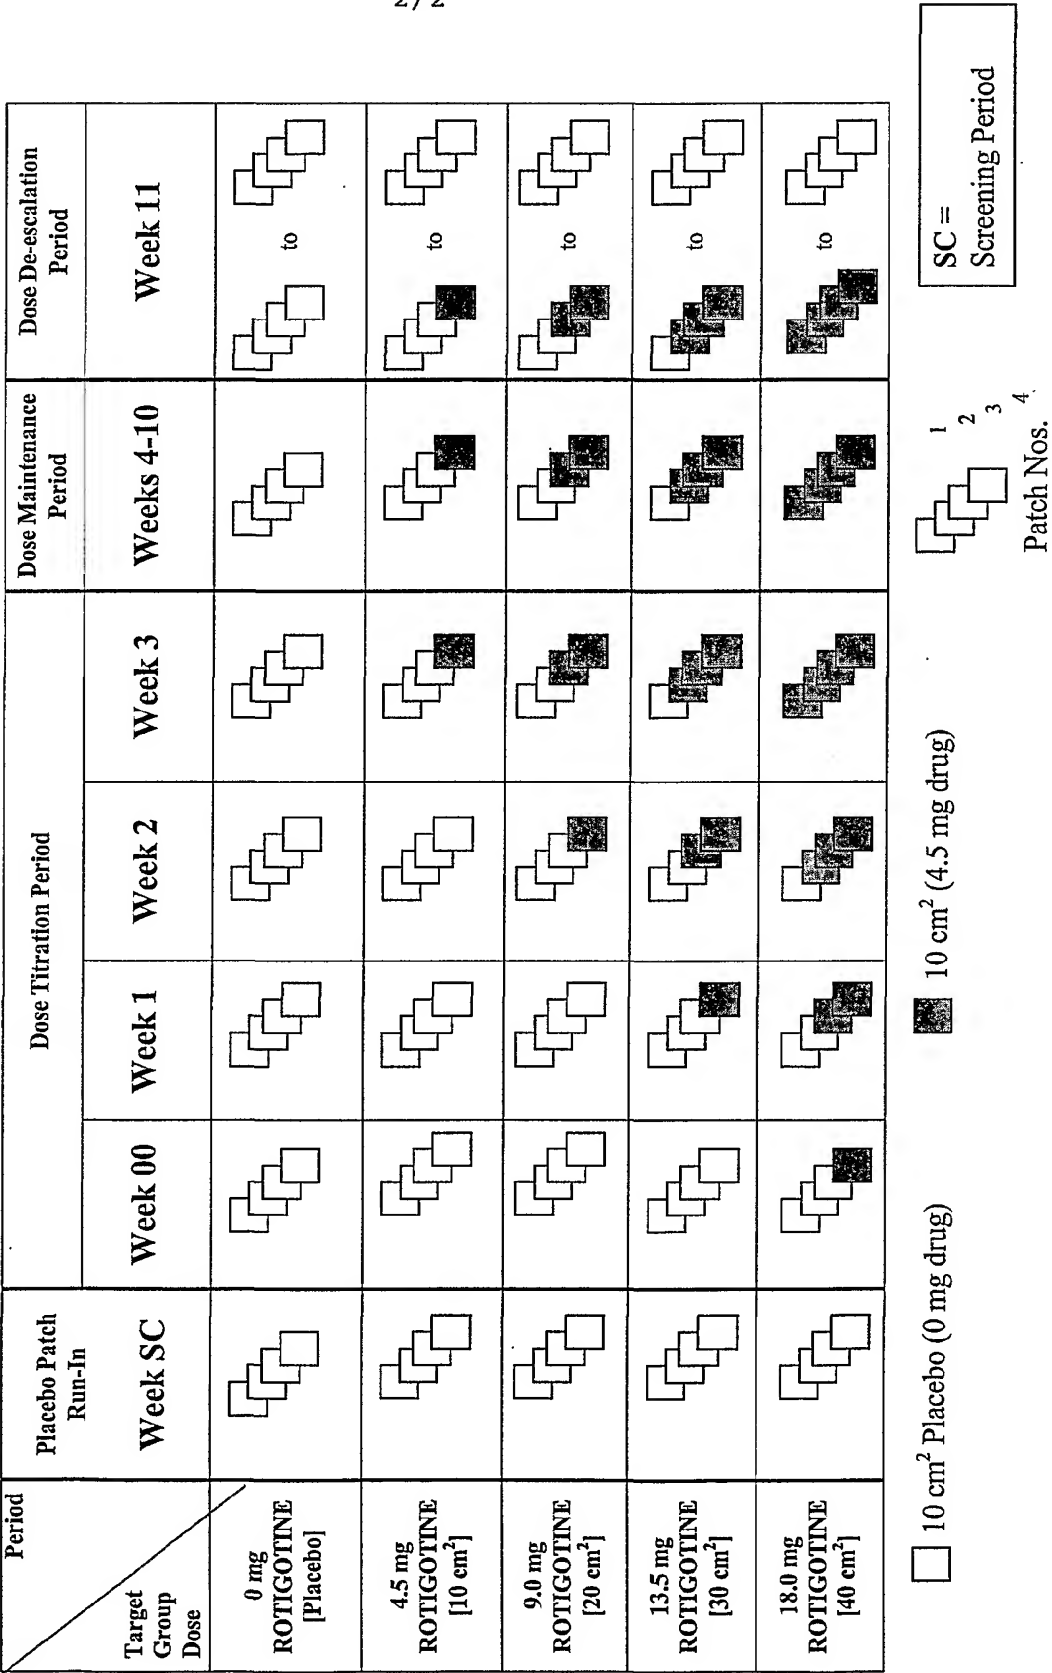 2/2
Period
Target
Group
Dose
Placebo Patch
Run-In
Dose Titration Period
Dose Maintenance
Period
Dose De-escalation
Period
Week SC
Week 00
Week 1
Week 2
Week 3
Weeks 4-10
Week 11
0 mg
ROTIGOTINE
[Placebo]
to
4.5 mg
ROTIGOTINE
[10 cm²]
to
9.0 mg
ROTIGOTINE
[20 cm²]
to
13.5 mg
ROTIGOTINE
[30 cm²]
to
18.0 mg
ROTIGOTINE
[40 cm²]
to
10 cm² Placebo (0 mg drug)
10 cm² (4.5 mg drug)
1
2
3
4
Patch Nos.
SC =
Screening Period